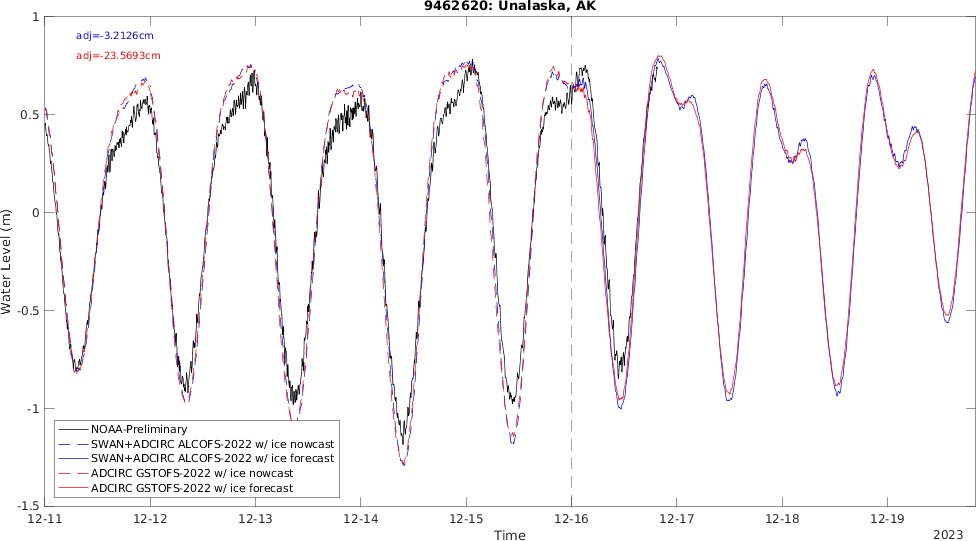 9462620: Unalaska, AK
adj=-3.2126cm
adj=-23.5693cm
1
0.5
0
-0.5
-1
-1.5
Water Level (m)
NOAA-Preliminary
SWAN+ADCIRC ALCOFS-2022 w/ ice nowcast
SWAN+ADCIRC ALCOFS-2022 w/ ice forecast
ADCIRC GSTOFS-2022 w/ ice nowcast
ADCIRC GSTOFS-2022 w/ ice forecast
12-11 12-12 12-13 12-14 12-15 12-16 12-17 12-18 12-19
Time
2023